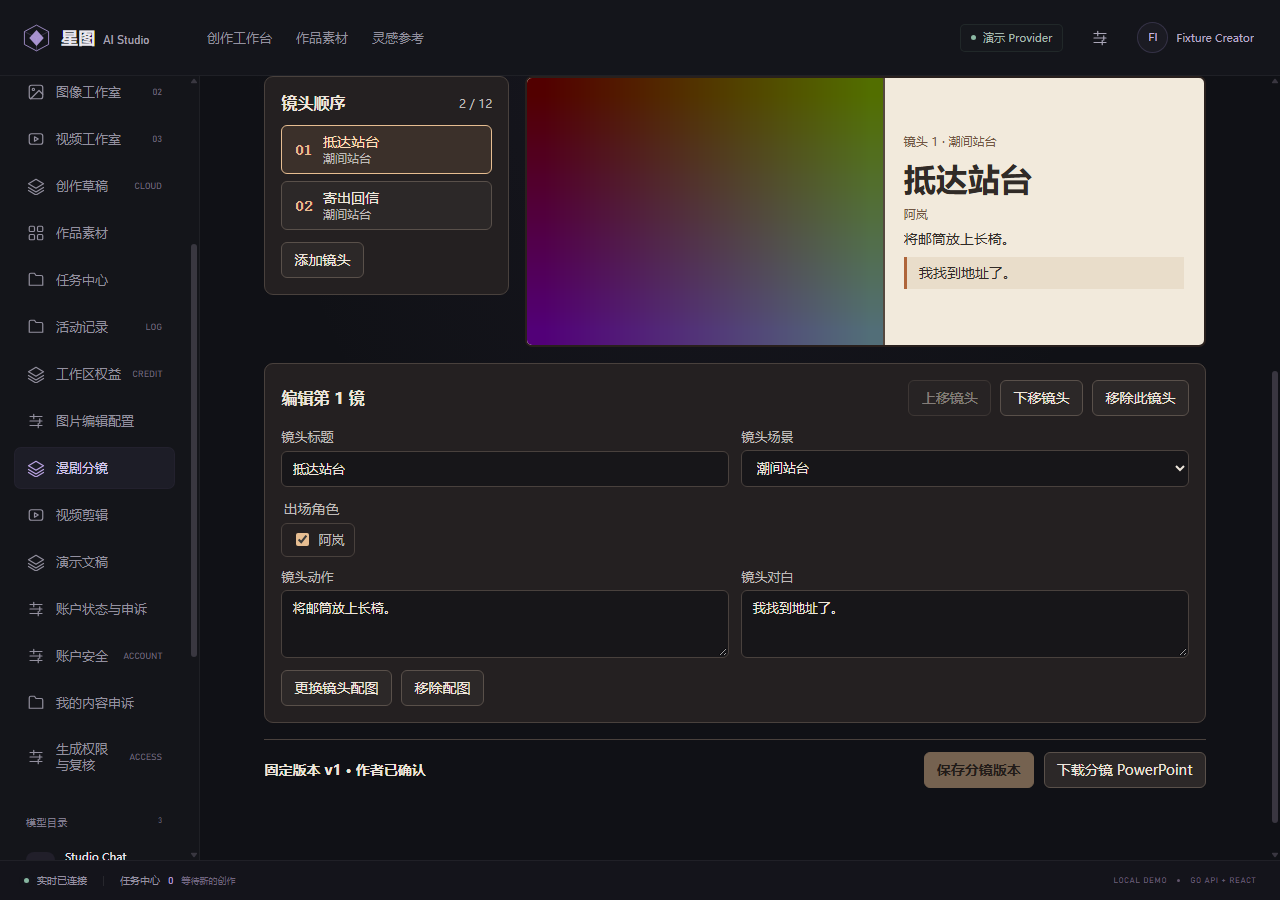 星图 AI Studio
创作工作台
作品素材
灵感参考
演示 Provider
FI
Fixture Creator
图像工作室 02
视频工作室 03
创作草稿 CLOUD
作品素材
任务中心
活动记录 LOG
工作区权益 CREDIT
图片编辑配置
漫剧分镜
视频剪辑
演示文稿
账户状态与申诉
账户安全 ACCOUNT
我的内容申诉
生成权限
与复核 ACCESS
模型目录 3
Studio Chat
镜头顺序 2 / 12
01 抵达站台
潮间站台
02 寄出回信
潮间站台
添加镜头
镜头 1 · 潮间站台
抵达站台
阿岚
将邮筒放上长椅。
我找到地址了。
编辑第 1 镜
上移镜头
下移镜头
移除此镜头
镜头标题
抵达站台
镜头场景
潮间站台
出场角色
阿岚
镜头动作
将邮筒放上长椅。
镜头对白
我找到地址了。
更换镜头配图
移除配图
固定版本 v1 • 作者已确认
保存分镜版本
下载分镜 PowerPoint
实时已连接
任务中心 0 等待新的创作
LOCAL DEMO • GO API + REACT